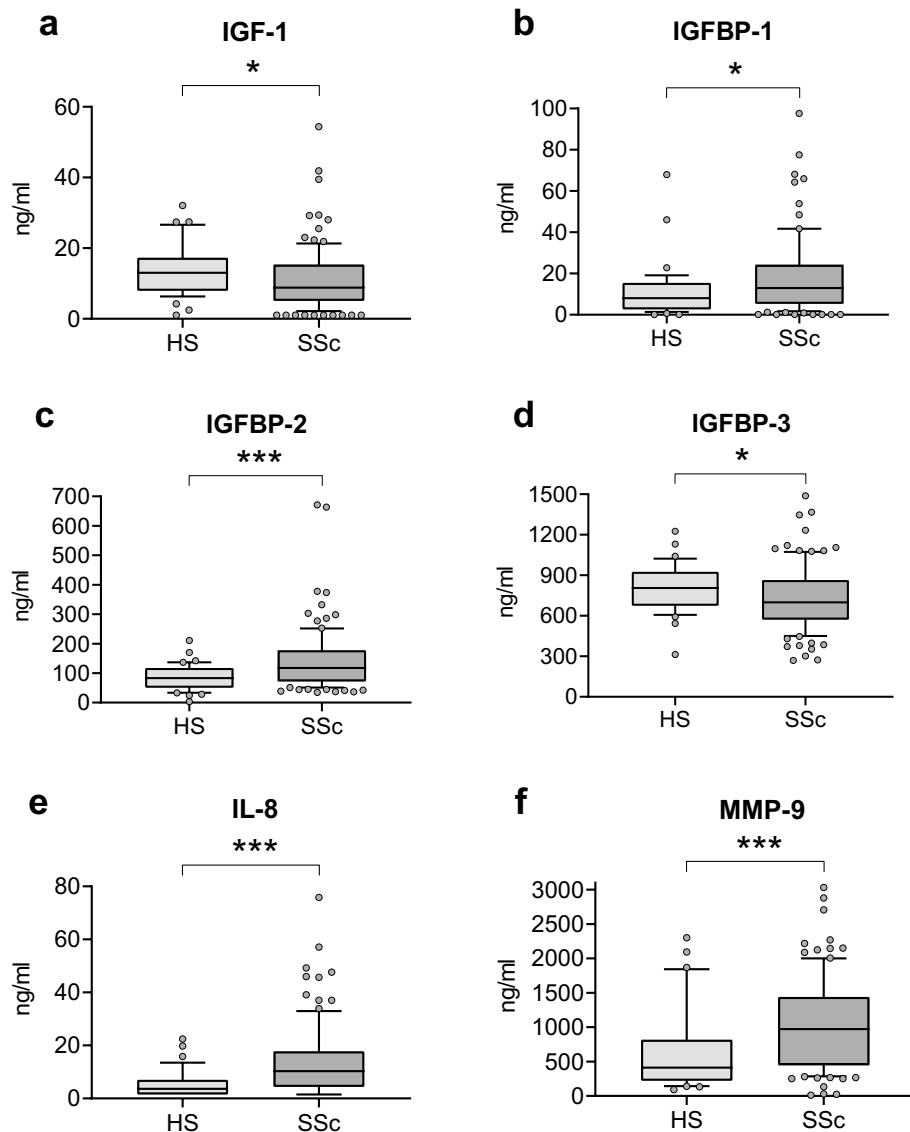 a
IGF-1
*
60
40
20
0
ng/ml
HS SSc
b
IGFBP-1
*
100
80
60
40
20
0
ng/ml
HS SSc
c
IGFBP-2
***
700
600
500
400
300
200
100
0
ng/ml
HS SSc
d
IGFBP-3
*
1500
1200
900
600
300
0
ng/ml
HS SSc
e
IL-8
***
80
60
40
20
0
ng/ml
HS SSc
f
MMP-9
***
3000
2500
2000
1500
1000
500
0
ng/ml
HS SSc